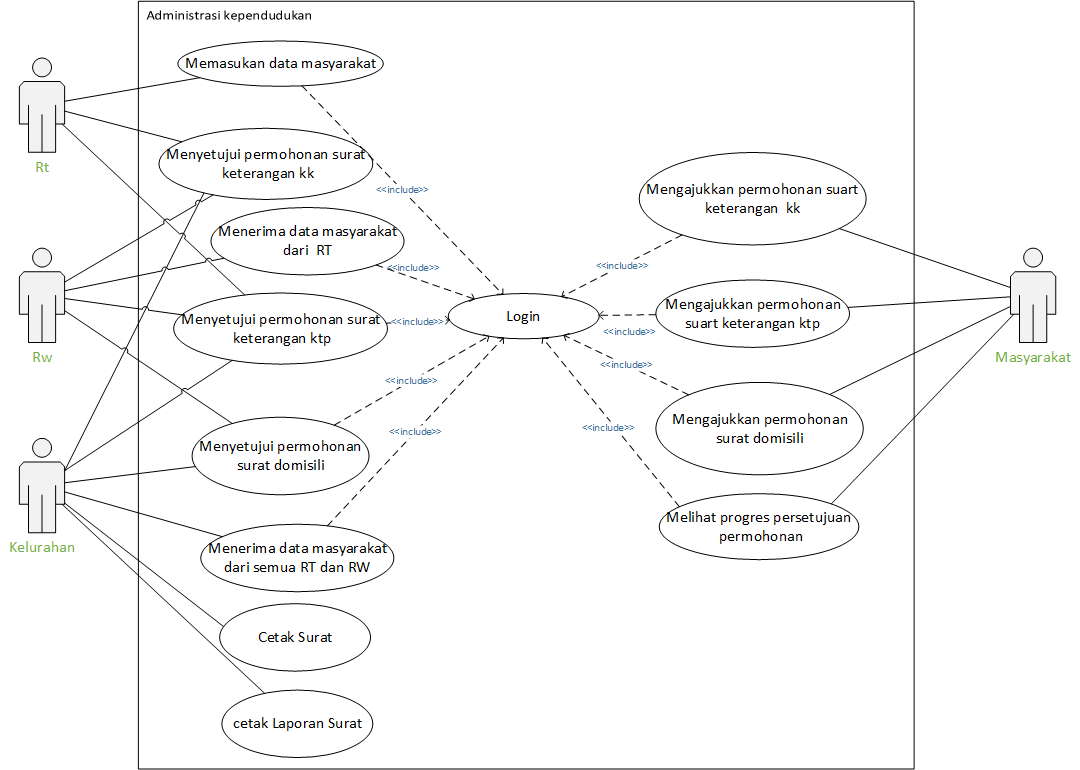 Administrasi kependudukan
Memasukan data masyarakat
Rt
Menyetujui permohonan surat
keterangan kk
<<include>>
Mengajukkan permohonan suart
keterangan kk
Menerima data masyarakat
dari RT
<<include>>
<<include>>
Rw
Menyetujui permohonan surat
keterangan ktp
<<include>>
Login
<<include>>
Mengajukkan permohonan
suart keterangan ktp
Masyarakat
<<include>>
<<include>>
Menyetujui permohonan
surat domisili
<<include>>
Mengajukkan permohonan
surat domisili
<<include>>
Kelurahan
Menerima data masyarakat
dari semua RT dan RW
Melihat progres persetujuan
permohonan
Cetak Surat
cetak Laporan Surat